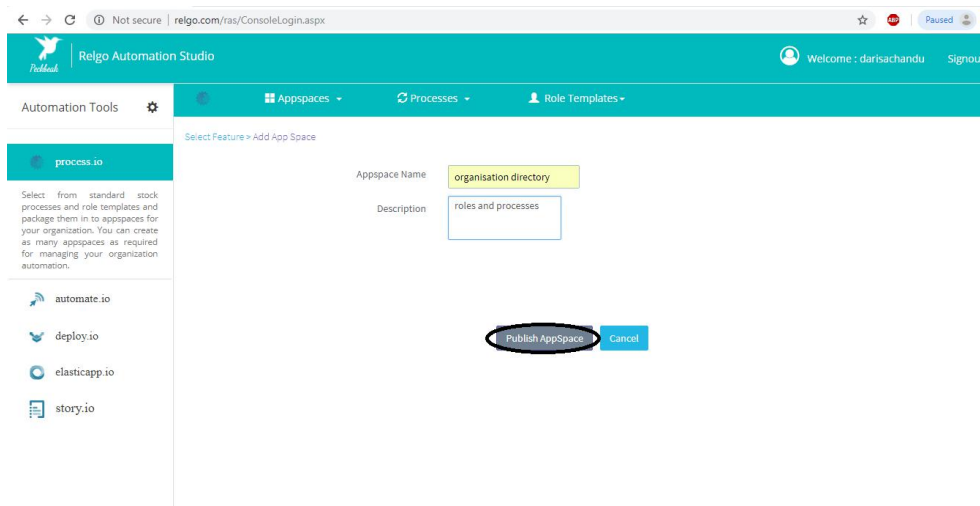 Not secure | relgo.com/ras/ConsoleLogin.aspx
ABP
Paused
Peckbeak
Relgo Automation Studio
Welcome : darisachandu
Signou
Automation Tools
Appspaces
Processes
Role Templates
Select Feature > Add App Space
process.io
Select from standard stock
processes and role templates and
package them in to appspaces for
your organization. You can create
as many appspaces as required
for managing your organization
automation.
Appspace Name
organisation directory
Description
roles and processes
automate.io
deploy.io
elasticapp.io
story.io
Publish AppSpace
Cancel